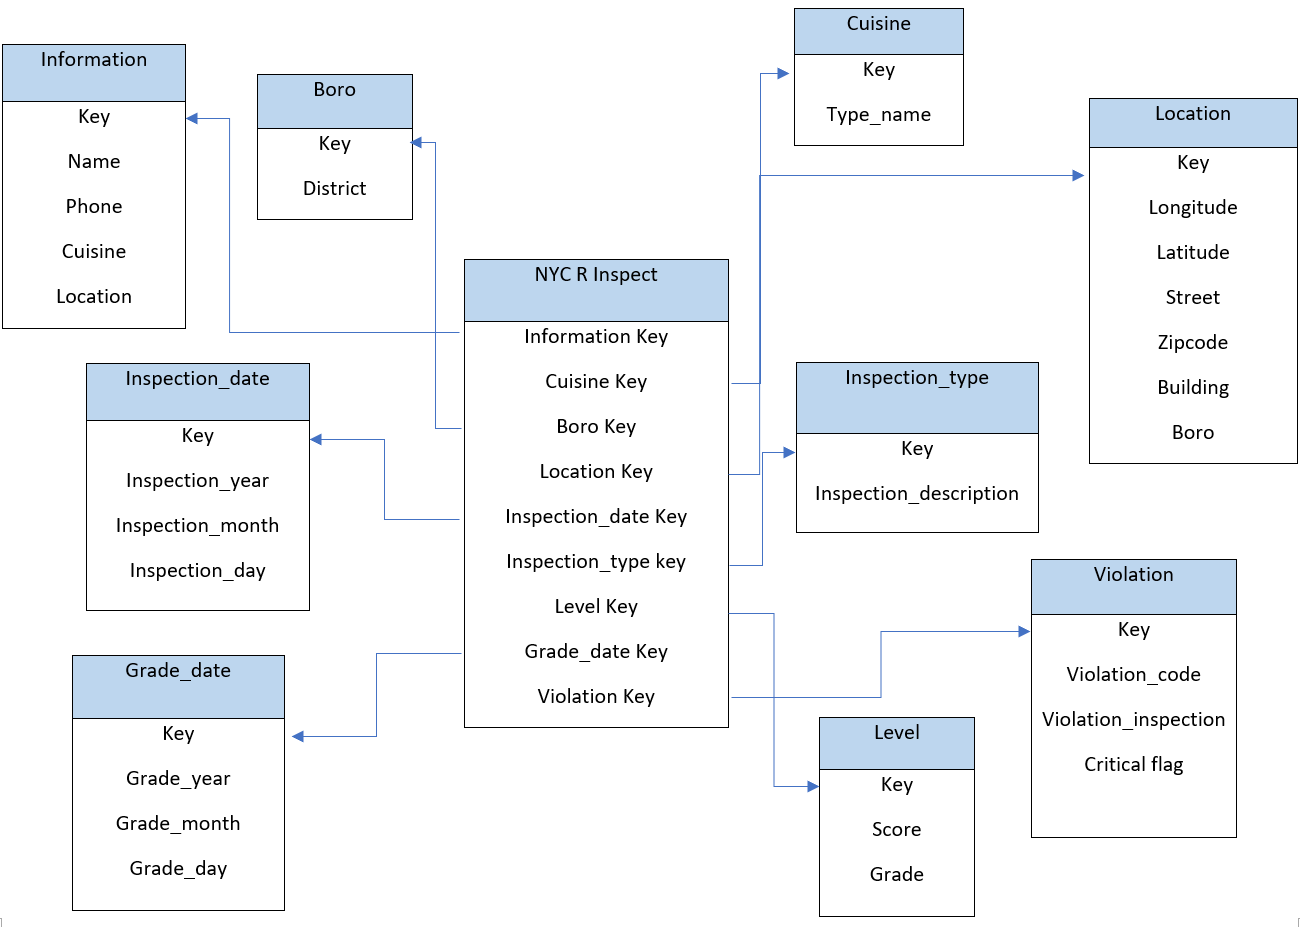 Information
Key
Name
Phone
Cuisine
Location
Boro
Key
District
Cuisine
Key
Type_name
Location
Key
Longitude
Latitude
Street
Zipcode
Building
Boro
NYC R Inspect
Information Key
Cuisine Key
Boro Key
Location Key
Inspection_date Key
Inspection_type key
Level Key
Grade_date Key
Violation Key
Inspection_date
Key
Inspection_year
Inspection_month
Inspection_day
Inspection_type
Key
Inspection_description
Grade_date
Key
Grade_year
Grade_month
Grade_day
Level
Key
Score
Grade
Violation
Key
Violation_code
Violation_inspection
Critical flag